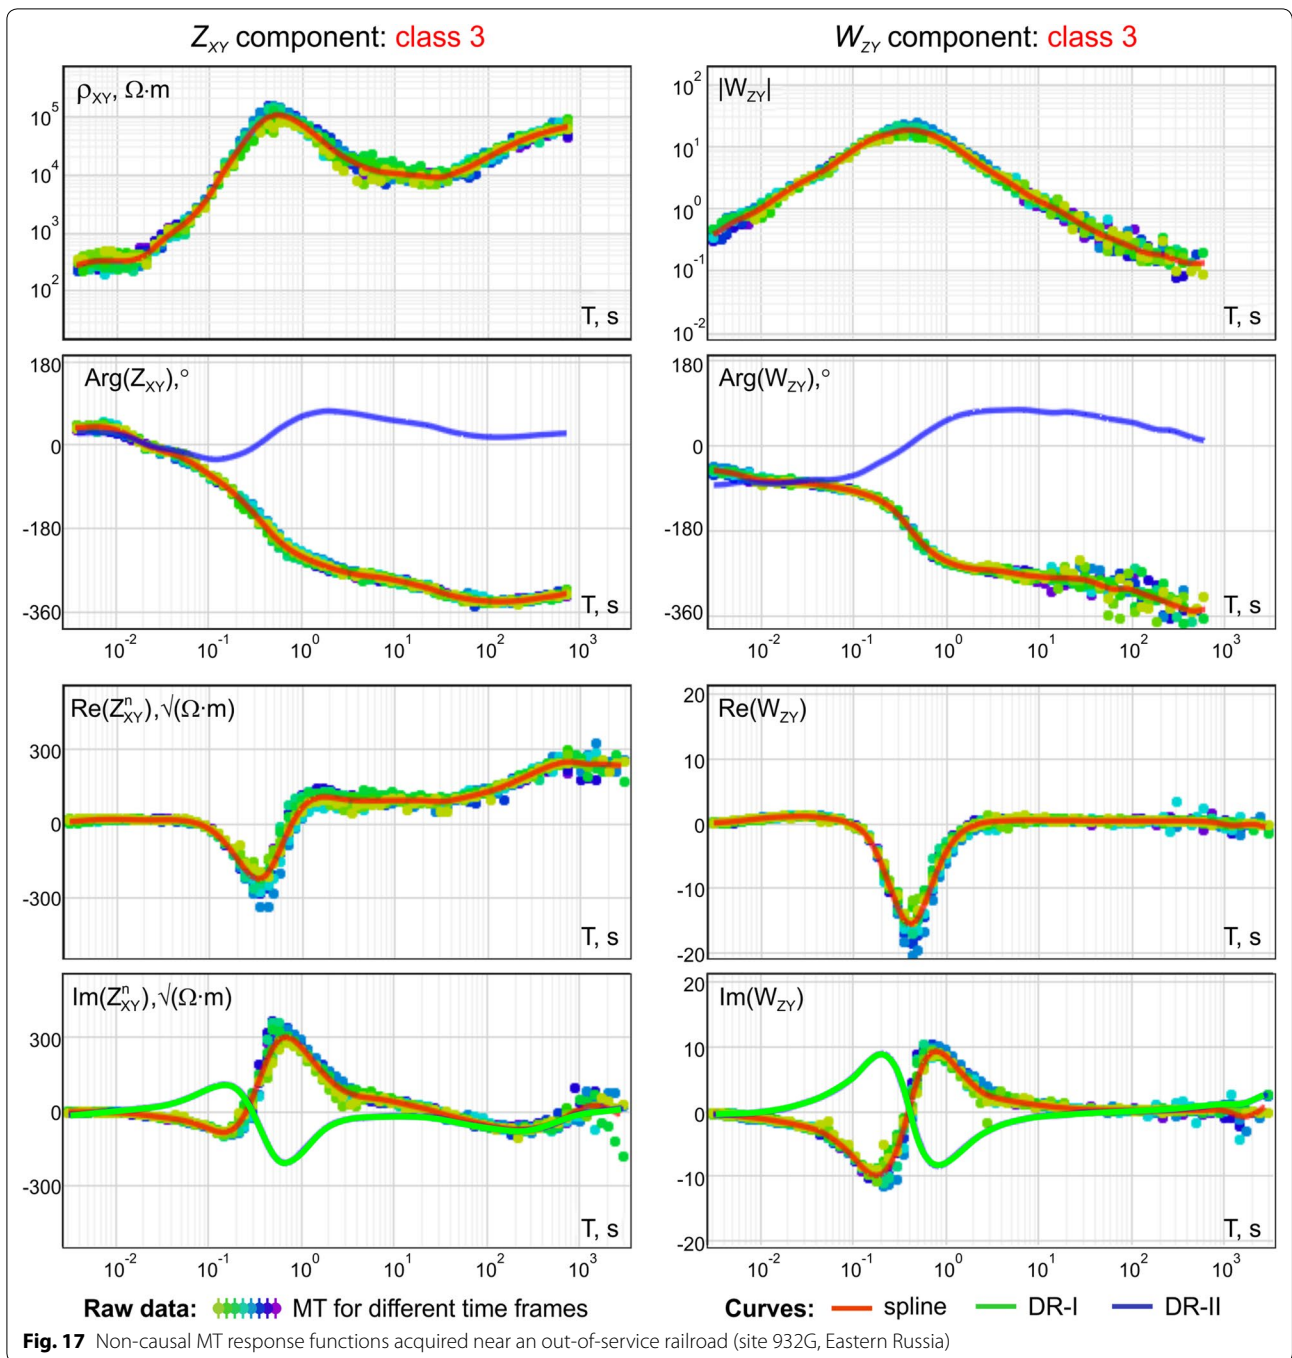 Z_XY component: class 3
W_ZY component: class 3
ρ_XY, Ω·m
10^5
10^4
10^3
10^2
T, s
|W_ZY|
10^2
10^1
10^0
10^-1
10^-2
T, s
Arg(Z_XY),°
180
0
-180
-360
T, s
10^-2 10^-1 10^0 10^1 10^2 10^3
Arg(W_ZY),°
180
0
-180
-360
T, s
10^-2 10^-1 10^0 10^1 10^2 10^3
Re(Z^n_XY),√(Ω·m)
300
0
-300
T, s
Re(W_ZY)
20
10
0
-10
-20
T, s
Im(Z^n_XY),√(Ω·m)
300
0
-300
T, s
10^-2 10^-1 10^0 10^1 10^2 10^3
Im(W_ZY)
20
10
0
-10
-20
T, s
10^-2 10^-1 10^0 10^1 10^2 10^3
Raw data: MT for different time frames
Curves: spline DR-I DR-II
Fig. 17 Non-causal MT response functions acquired near an out-of-service railroad (site 932G, Eastern Russia)